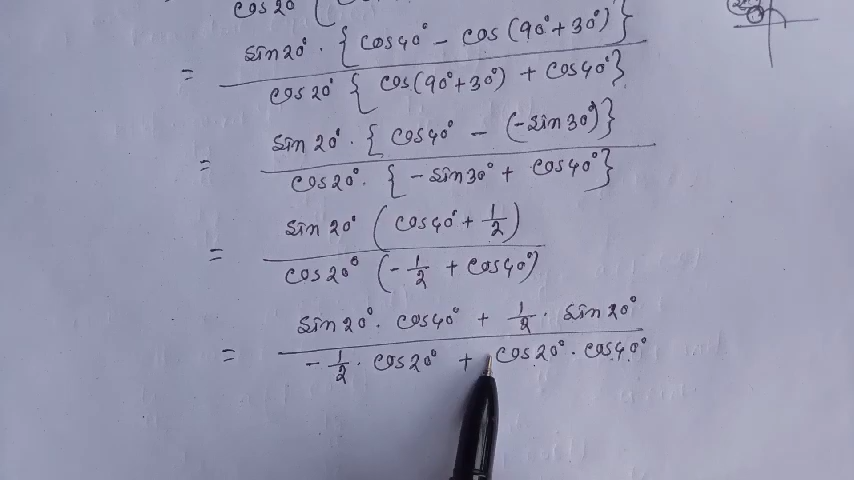 cos 20°
= sin 20° · { cos 40° - cos (90° + 30°) }
cos 20° { cos (90° + 30°) + cos 40° }
= sin 20° · { cos 40° - (-sin 30°) }
cos 20° · { - sin 30° + cos 40° }
= sin 20° ( cos 40° + 1/2 )
cos 20° ( - 1/2 + cos 40° )
= sin 20° · cos 40° + 1/2 · sin 20°
- 1/2 · cos 20° + cos 20° · cos 40°